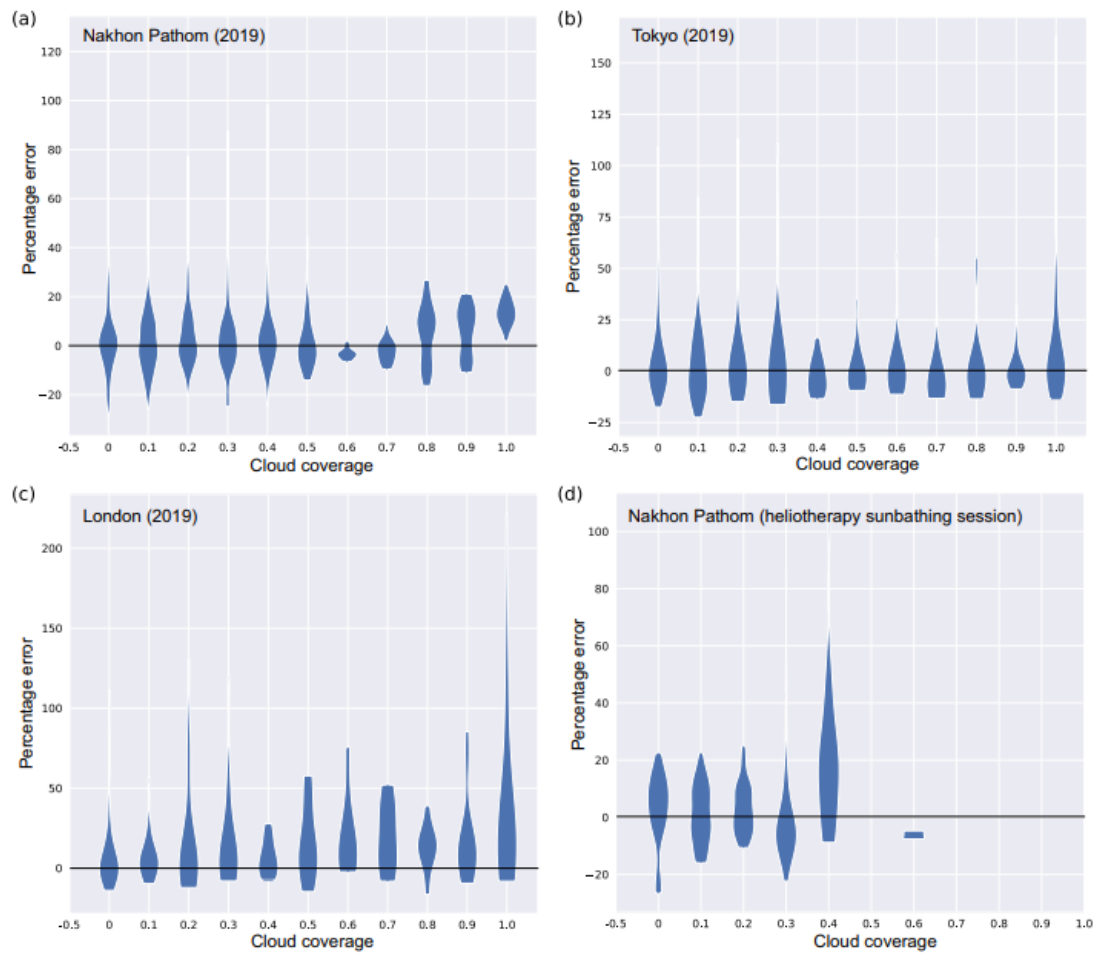 (a)
Nakhon Pathom (2019)
Percentage error
120
100
80
60
40
20
0
−20
-0.5 0 0.1 0.2 0.3 0.4 0.5 0.6 0.7 0.8 0.9 1.0
Cloud coverage
(b)
Tokyo (2019)
Percentage error
150
125
100
75
50
25
0
−25
-0.5 0 0.1 0.2 0.3 0.4 0.5 0.6 0.7 0.8 0.9 1.0
Cloud coverage
(c)
London (2019)
Percentage error
200
150
100
50
0
-0.5 0 0.1 0.2 0.3 0.4 0.5 0.6 0.7 0.8 0.9 1.0
Cloud coverage
(d)
Nakhon Pathom (heliotherapy sunbathing session)
Percentage error
100
80
60
40
20
0
−20
-0.5 0 0.1 0.2 0.3 0.4 0.5 0.6 0.7 0.8 0.9 1.0
Cloud coverage